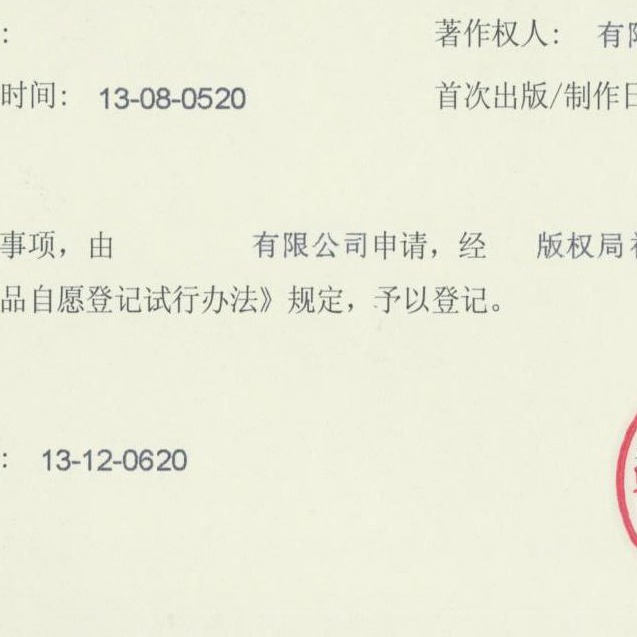 : 著作权人: 有限
时间: 13-08-0520 首次出版/制作日
事项，由 有限公司申请，经 版权局
品自愿登记试行办法》规定，予以登记。
: 13-12-0620